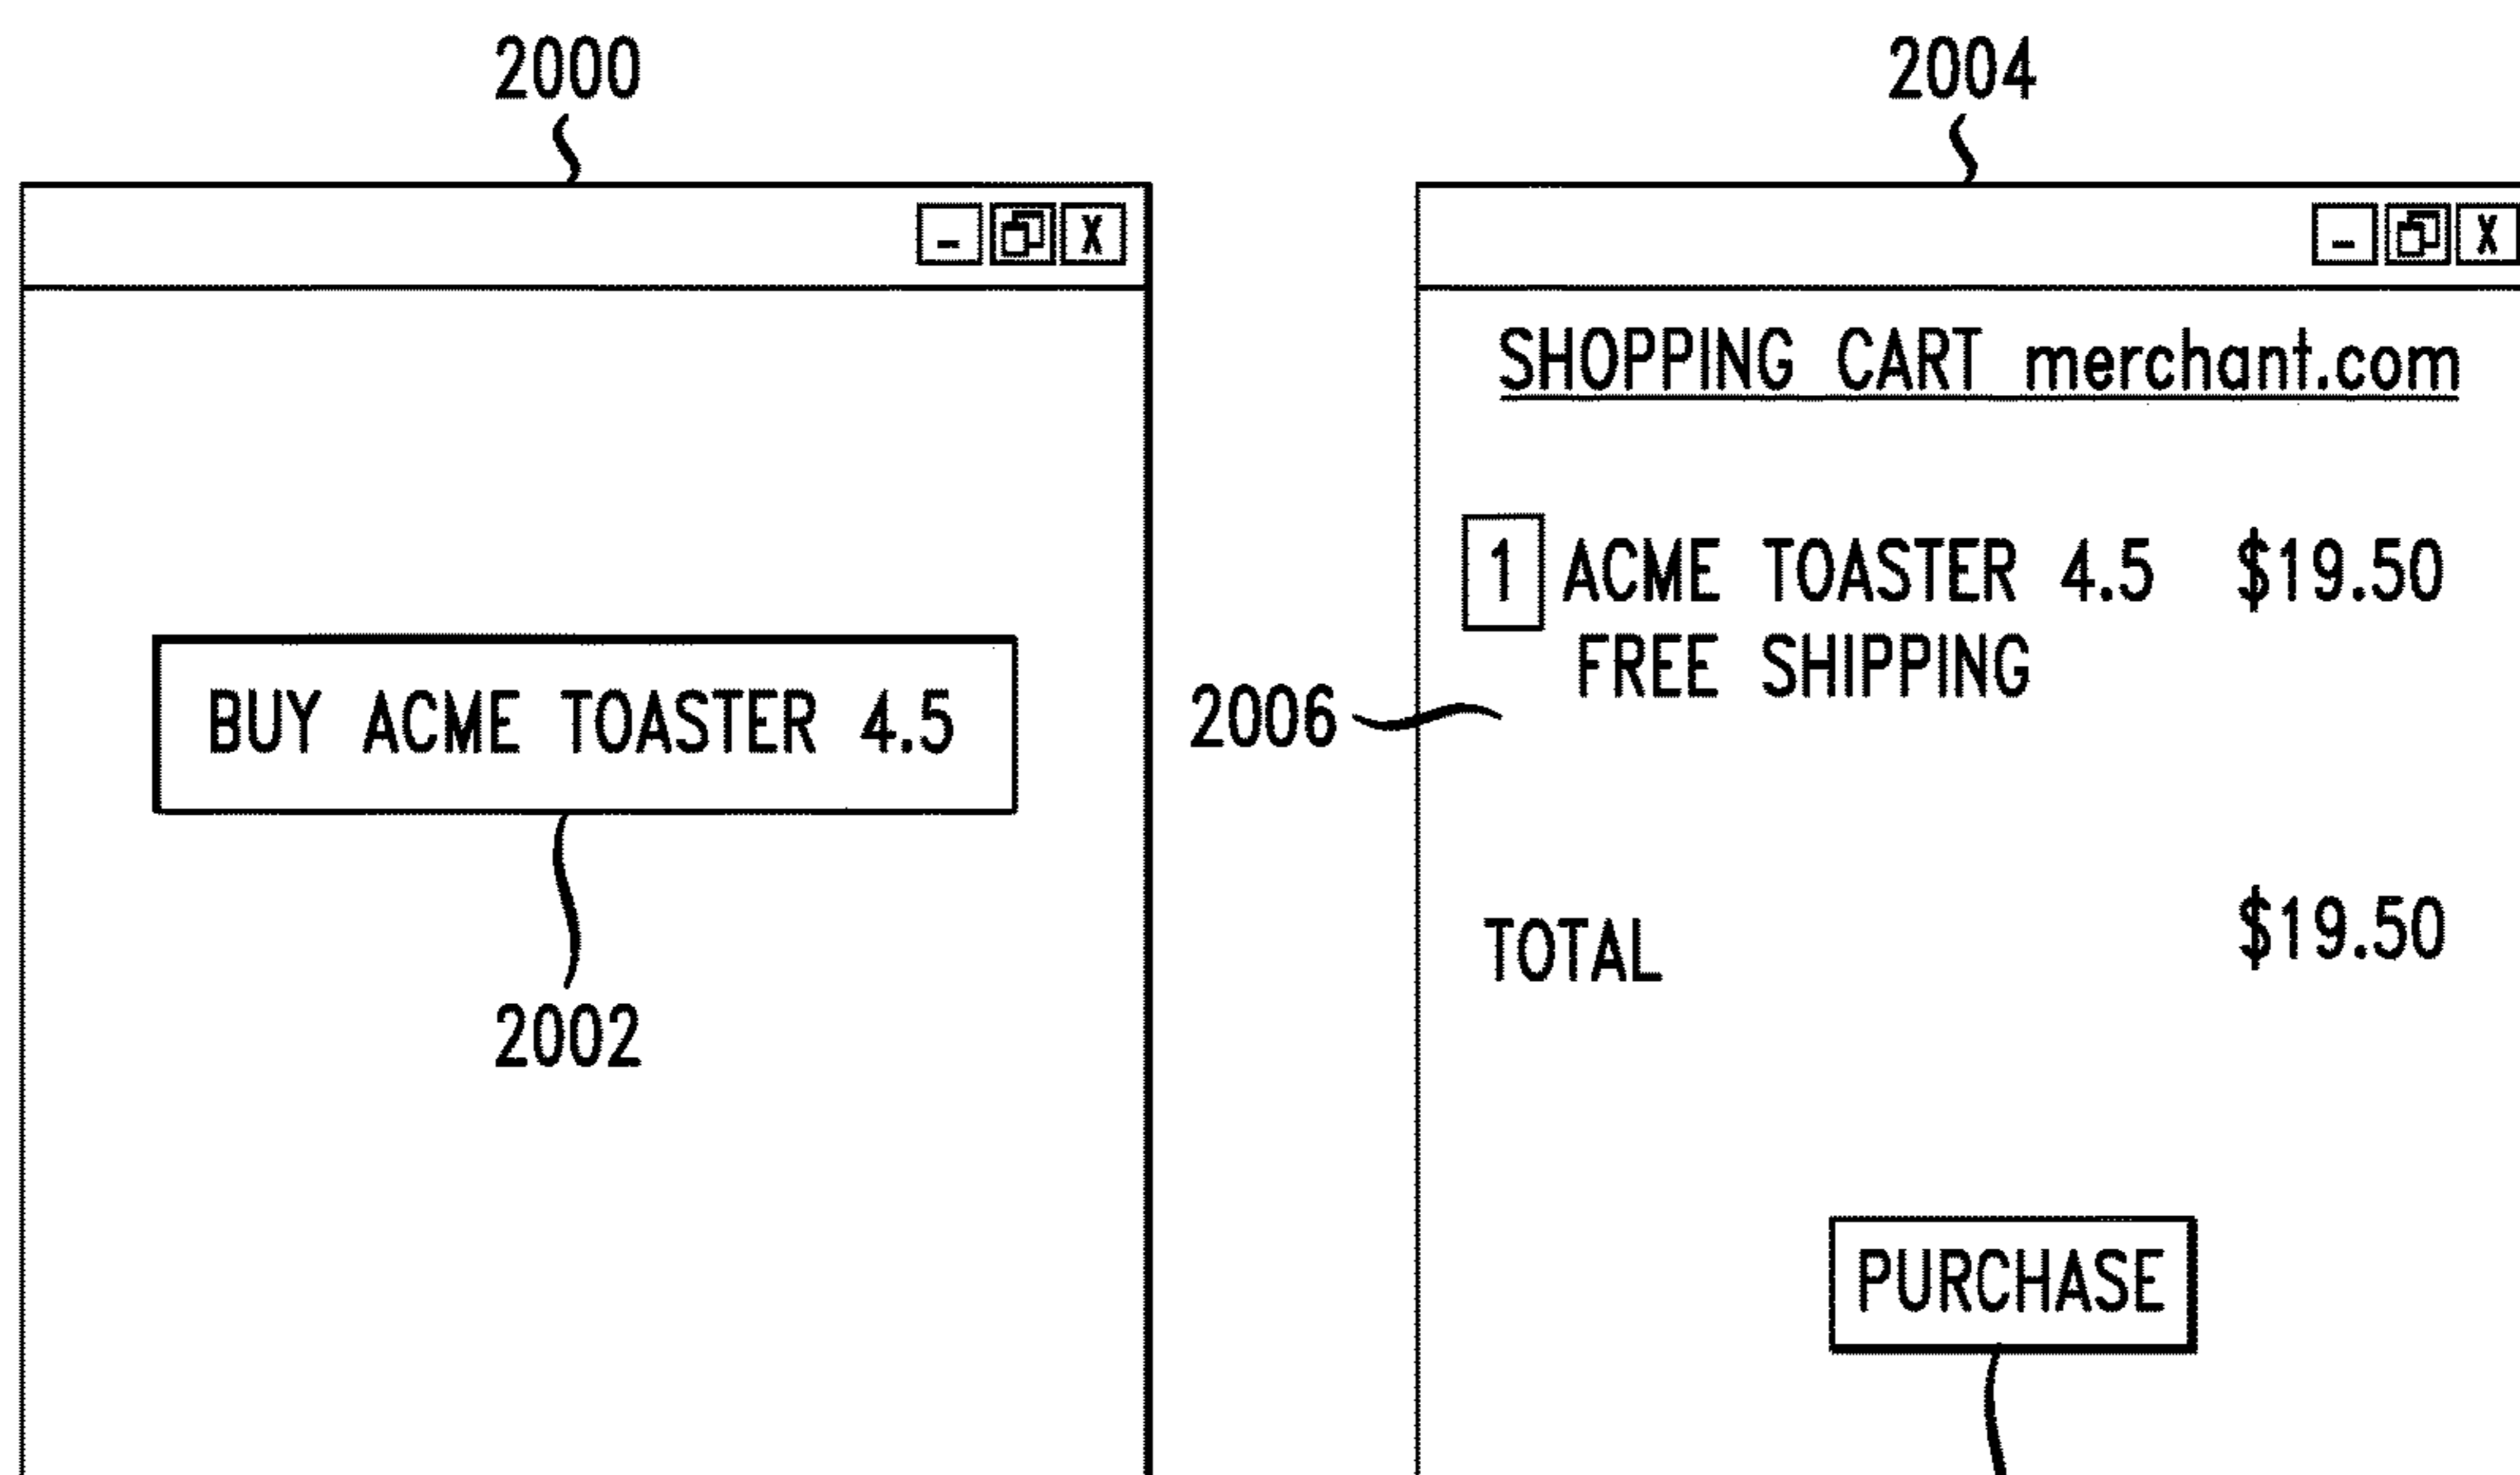 2000
BUY ACME TOASTER 4.5
2002
2004
X
X
SHOPPING CART merchant.com
1 ACME TOASTER 4.5 $19.50
FREE SHIPPING
2006
TOTAL $19.50
PURCHASE